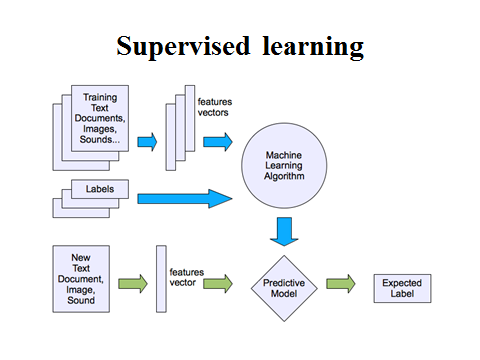 Supervised learning
Training
Text
Documents,
Images,
Sounds...
features
vectors
Machine
Learning
Algorithm
Labels
New
Text
Document,
Image,
Sound
features
vector
Predictive
Model
Expected
Label